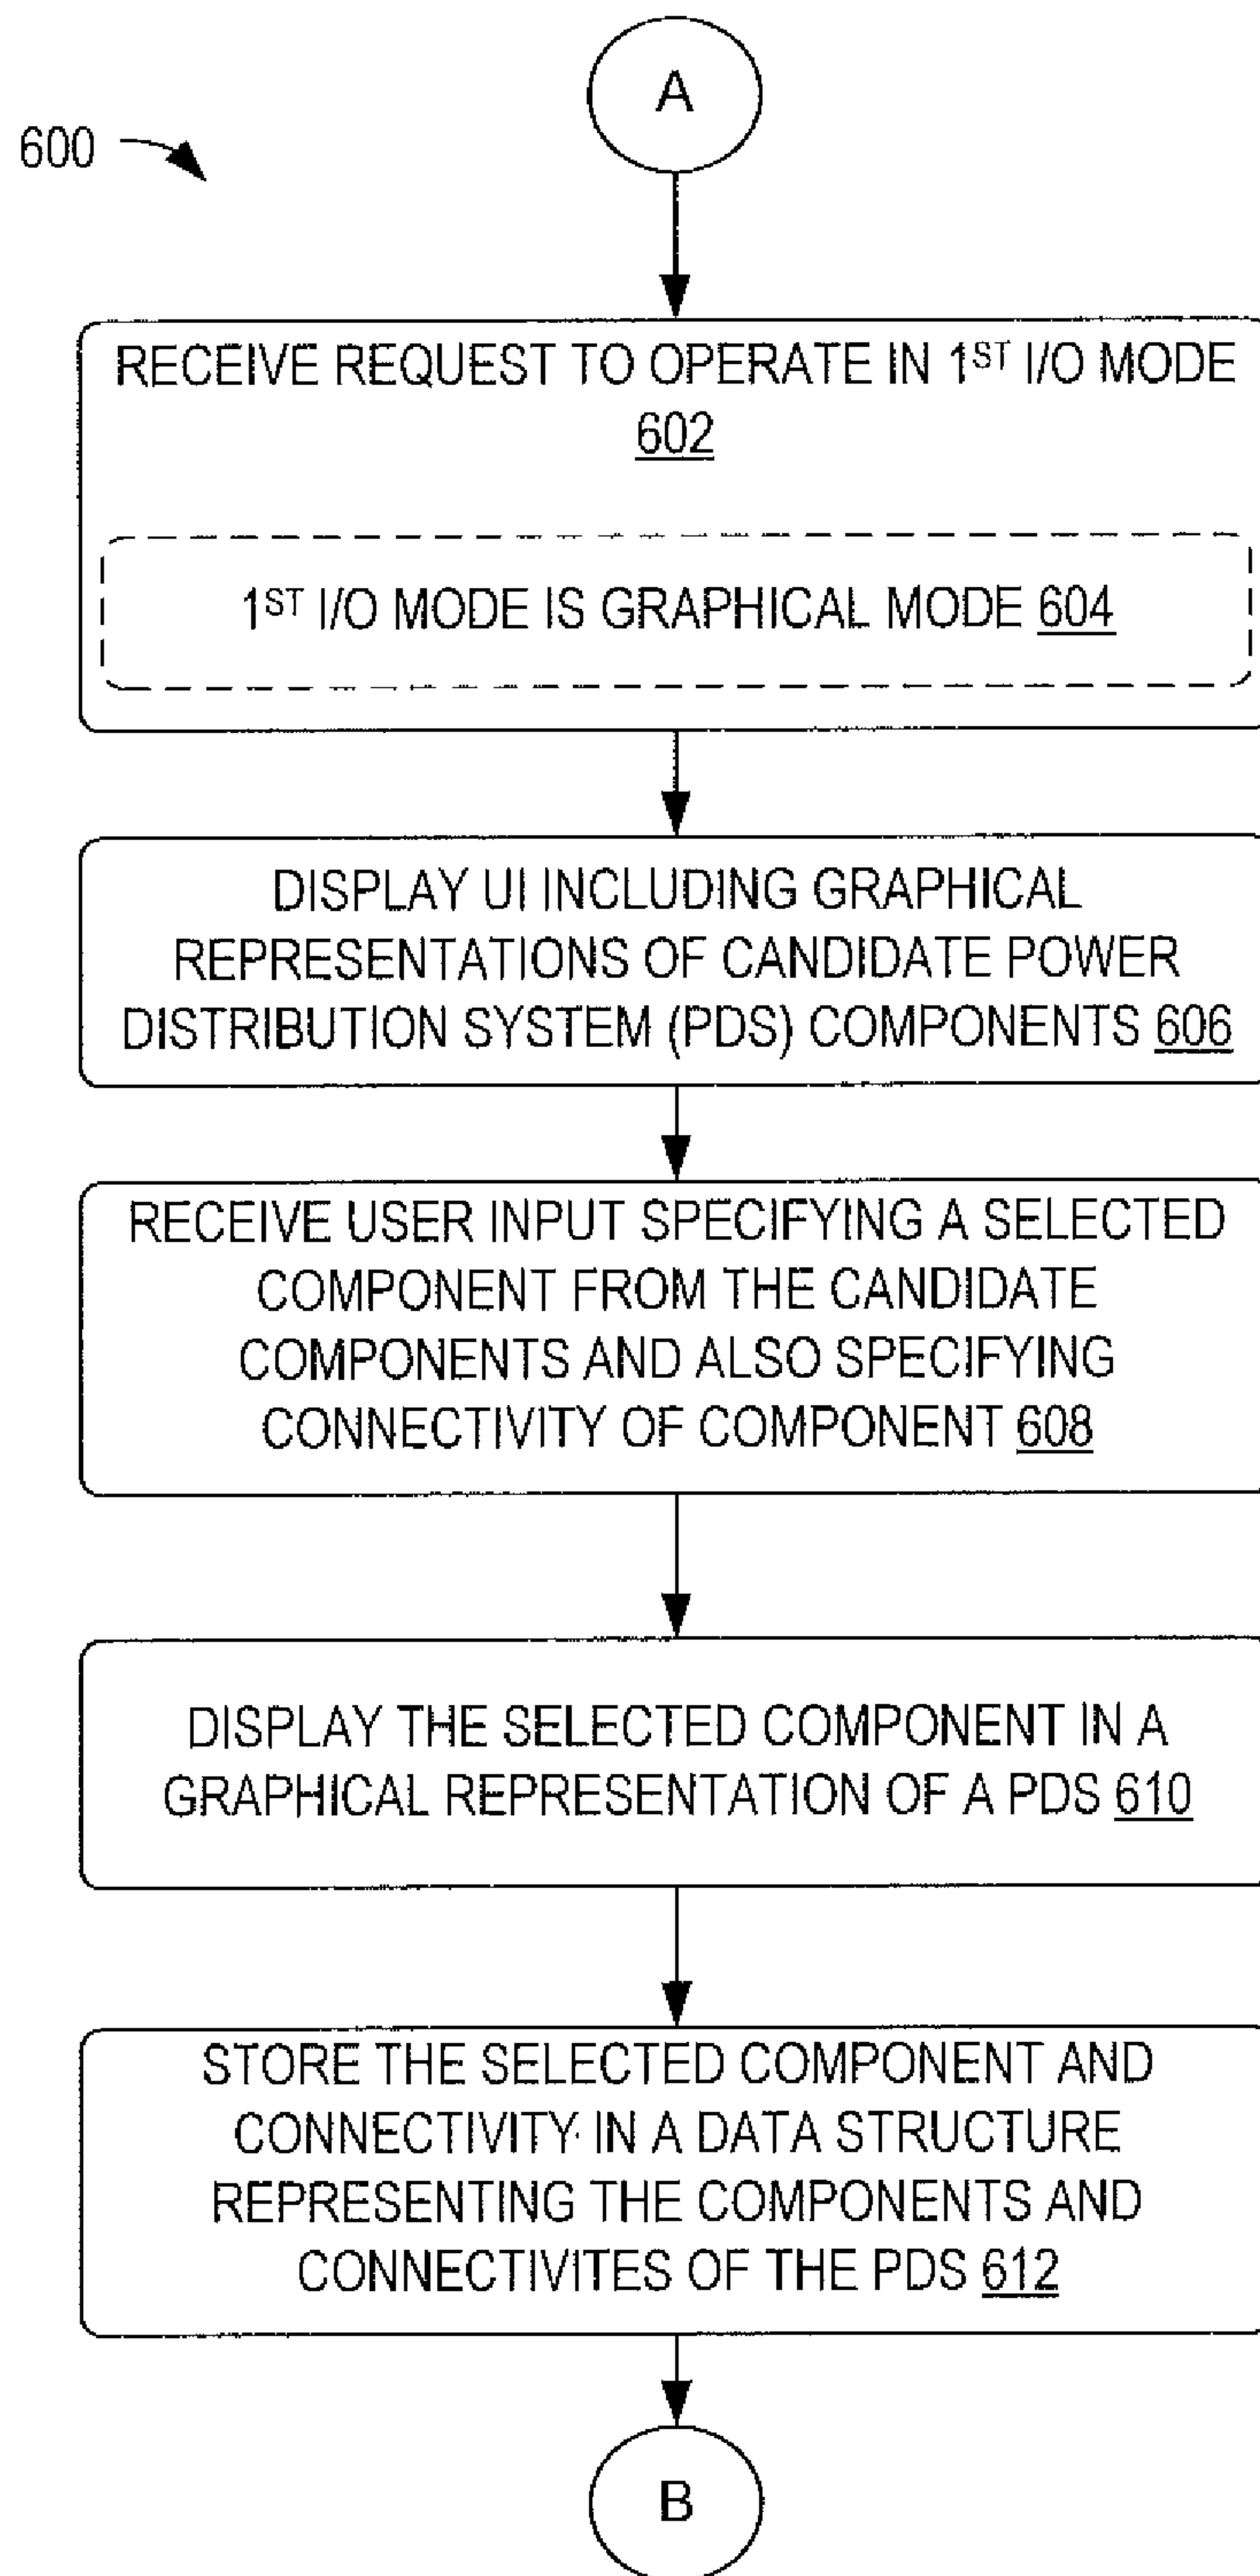 A
600
RECEIVE REQUEST TO OPERATE IN 1ST I/O MODE
602
1ST I/O MODE IS GRAPHICAL MODE 604
DISPLAY UI INCLUDING GRAPHICAL
REPRESENTATIONS OF CANDIDATE POWER
DISTRIBUTION SYSTEM (PDS) COMPONENTS 606
RECEIVE USER INPUT SPECIFYING A SELECTED
COMPONENT FROM THE CANDIDATE
COMPONENTS AND ALSO SPECIFYING
CONNECTIVITY OF COMPONENT 608
DISPLAY THE SELECTED COMPONENT IN A
GRAPHICAL REPRESENTATION OF A PDS 610
STORE THE SELECTED COMPONENT AND
CONNECTIVITY IN A DATA STRUCTURE
REPRESENTING THE COMPONENTS AND
CONNECTIVITES OF THE PDS 612
B